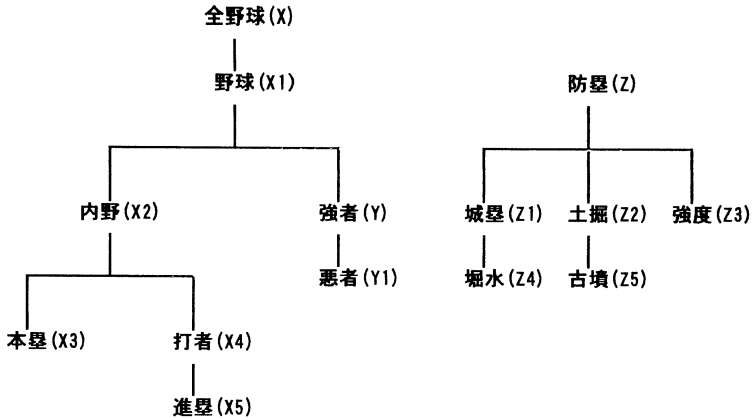 全野球(X)
野球(X1)
防塁(Z)
内野(X2)
強者(Y)
城塁(Z1)
土掘(Z2)
強度(Z3)
悪者(Y1)
堀水(Z4)
古墳(Z5)
本塁(X3)
打者(X4)
進塁(X5)